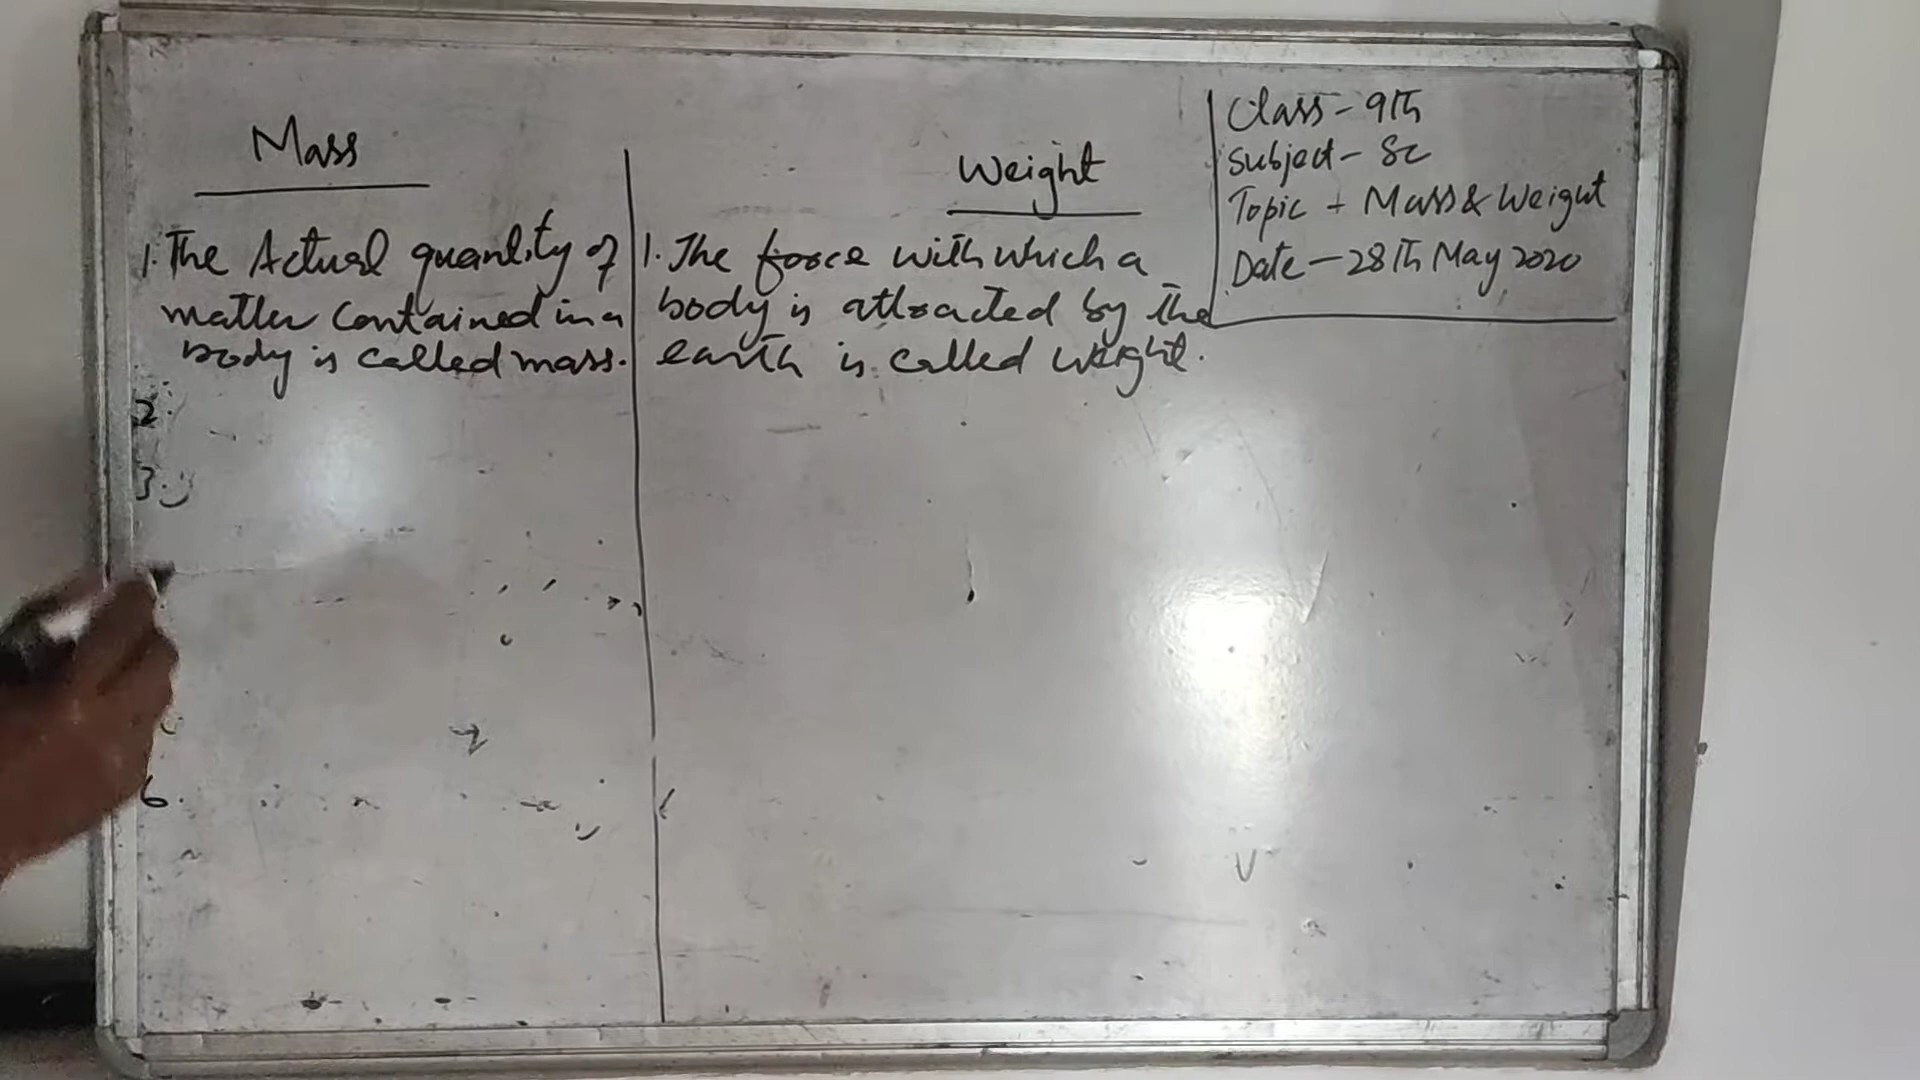 Mass
1. The Actual quantity of
matter contained in a
body is called mass.
2.
3.
6.
Weight
1. The force with which a
body is attracted by the
earth is called weight.
Class - 9th
Subject - Sc
Topic - Mass & Weight
Date - 28th May 2020